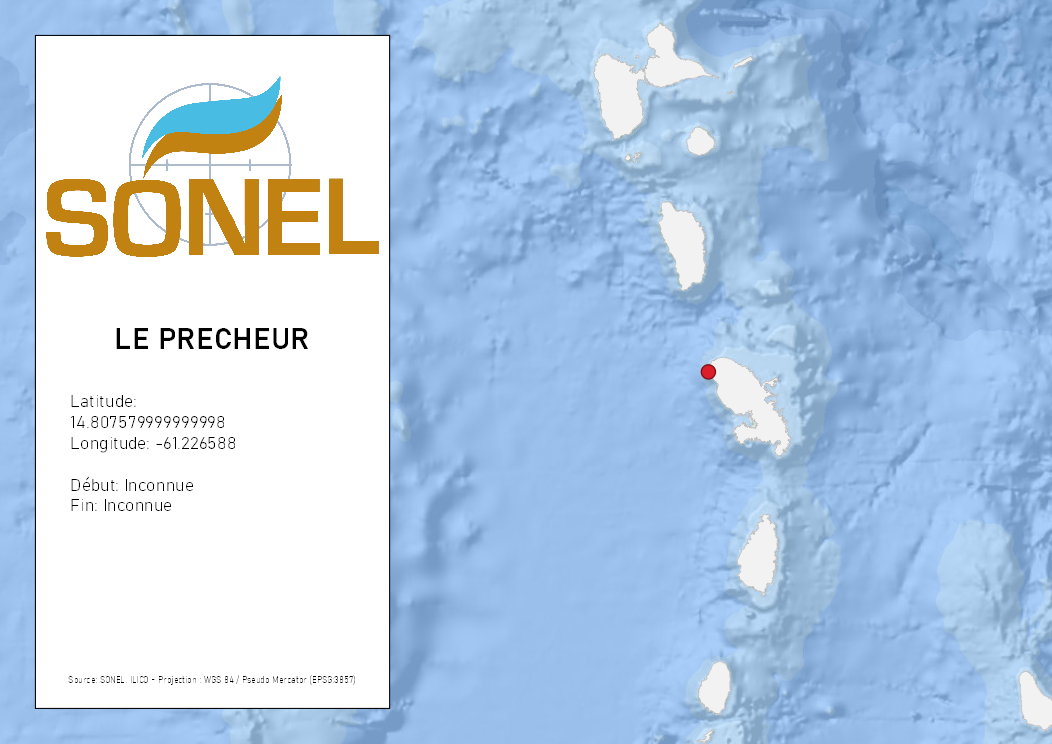 SONEL
LE PRECHEUR
Latitude:
14.807579999999998
Longitude: -61.226588
Début: Inconnue
Fin: Inconnue
Source: SONEL, ILICO - Projection : WGS 84 / Pseudo Mercator (EPSG:3857)